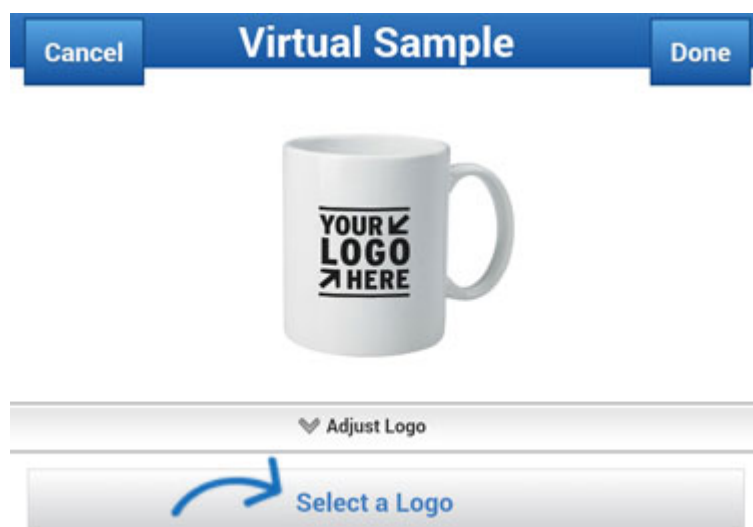 Cancel
Virtual Sample
Done
YOUR
LOGO
HERE
Adjust Logo
Select a Logo